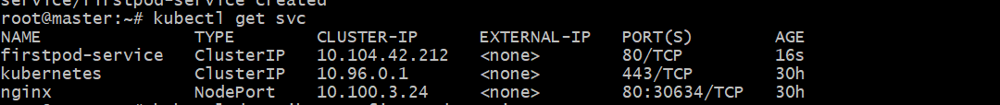 service/firstpod-service created
root@master:~# kubectl get svc
NAME TYPE CLUSTER-IP EXTERNAL-IP PORT(S) AGE
firstpod-service ClusterIP 10.104.42.212 <none> 80/TCP 16s
kubernetes ClusterIP 10.96.0.1 <none> 443/TCP 30h
nginx NodePort 10.100.3.24 <none> 80:30634/TCP 30h